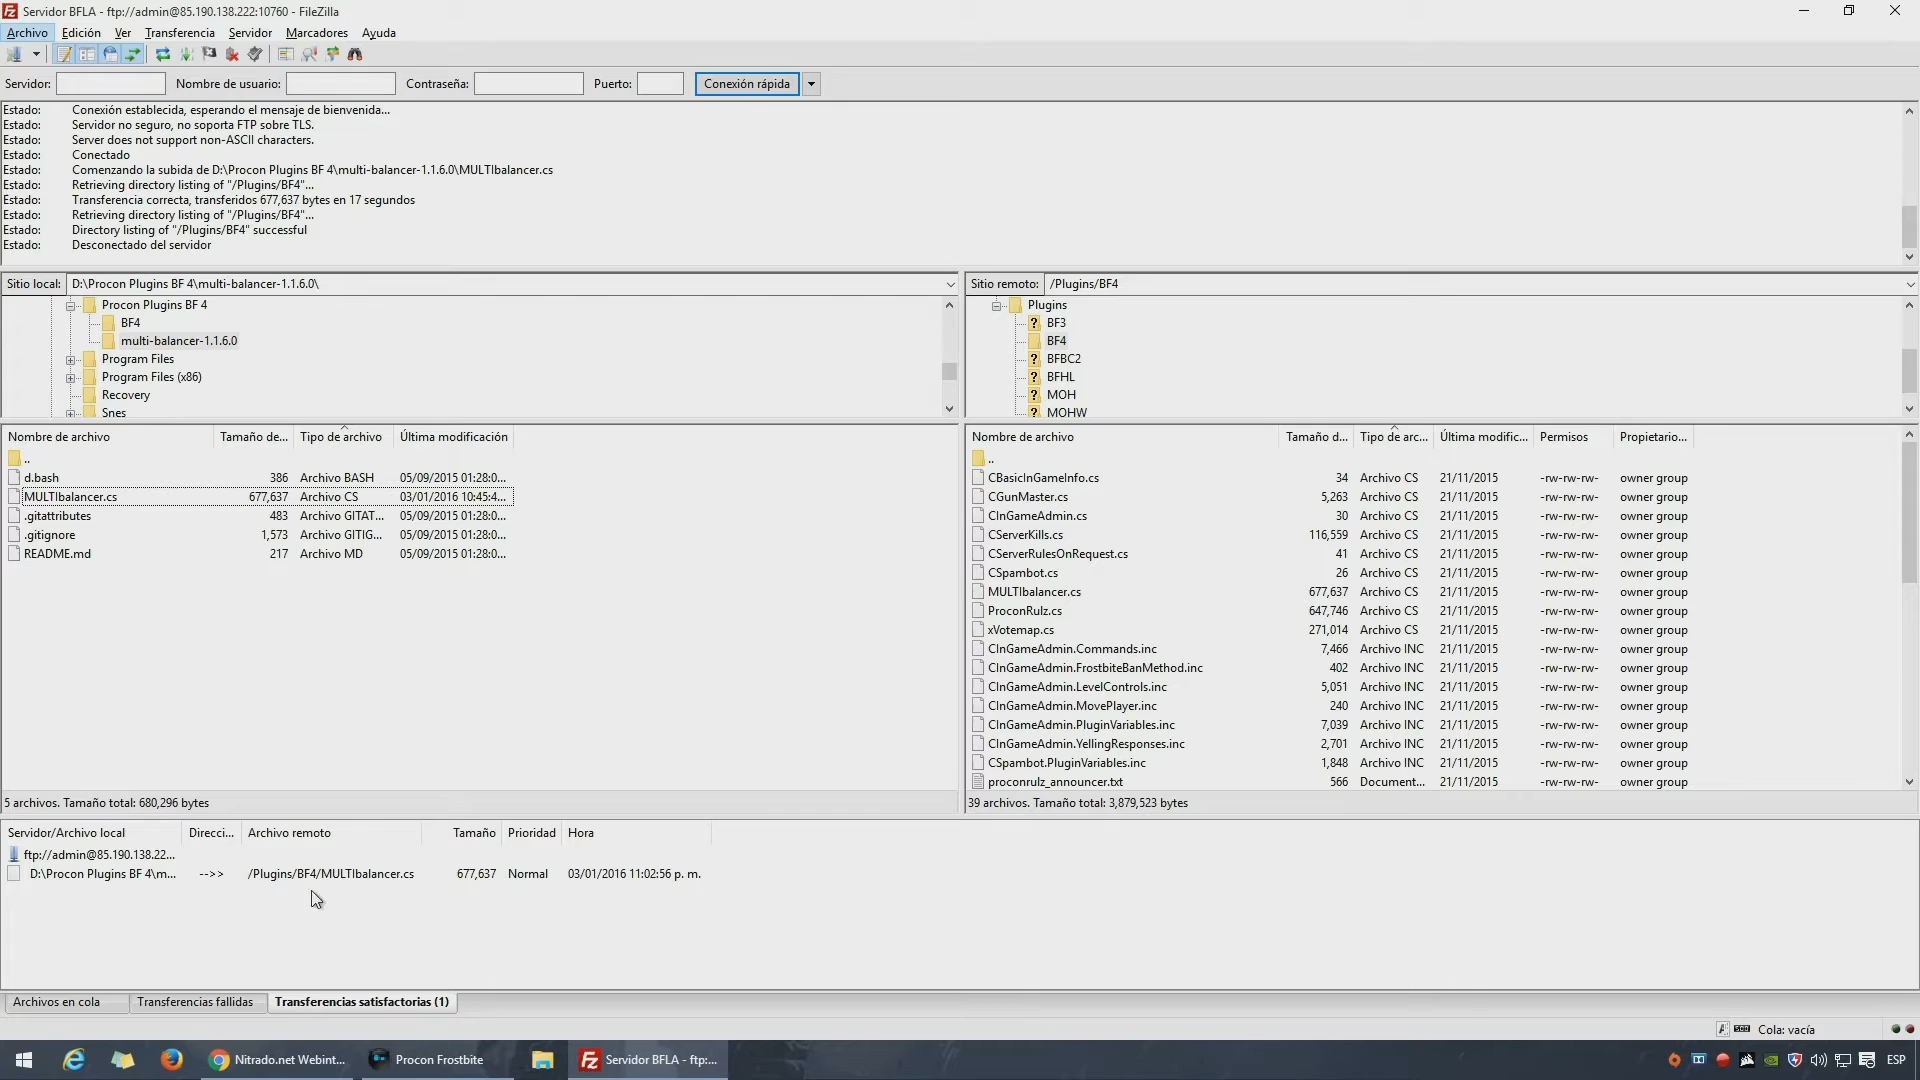 Servidor BFLA - ftp://admin@85.190.138.222:10760 - FileZilla
Archivo Edición Ver Transferencia Servidor Marcadores Ayuda
Servidor: Nombre de usuario: Contraseña: Puerto: Conexión rápida
Estado: Conexión establecida, esperando el mensaje de bienvenida...
Estado: Servidor no seguro, no soporta FTP sobre TLS.
Estado: Server does not support non-ASCII characters.
Estado: Conectado
Estado: Comenzando la subida de D:\Procon Plugins BF 4\multi-balancer-1.1.6.0\MULTIbalancer.cs
Estado: Retrieving directory listing of "/Plugins/BF4"...
Estado: Transferencia correcta, transferidos 677,637 bytes en 17 segundos
Estado: Retrieving directory listing of "/Plugins/BF4"...
Estado: Directory listing of "/Plugins/BF4" successful
Estado: Desconectado del servidor
Sitio local: D:\Procon Plugins BF 4\multi-balancer-1.1.6.0\
Procon Plugins BF 4
BF4
multi-balancer-1.1.6.0
Program Files
Program Files (x86)
Recovery
Snes
Sitio remoto: /Plugins/BF4
Plugins
BF3
BF4
BFBC2
BFHL
MOH
MOHW
Nombre de archivo Tamaño de... Tipo de archivo Última modificación
..
d.bash 386 Archivo BASH 05/09/2015 01:28:0...
MULTIbalancer.cs 677,637 Archivo CS 03/01/2016 10:45:4...
.gitattributes 483 Archivo GITAT... 05/09/2015 01:28:0...
.gitignore 1,573 Archivo GITIG... 05/09/2015 01:28:0...
README.md 217 Archivo MD 05/09/2015 01:28:0...
5 archivos. Tamaño total: 680,296 bytes
Nombre de archivo Tamaño d... Tipo de arc... Última modific... Permisos Propietario...
..
CBasicInGameInfo.cs 34 Archivo CS 21/11/2015 -rw-rw-rw- owner group
CGunMaster.cs 5,263 Archivo CS 21/11/2015 -rw-rw-rw- owner group
CInGameAdmin.cs 30 Archivo CS 21/11/2015 -rw-rw-rw- owner group
CServerKills.cs 116,559 Archivo CS 21/11/2015 -rw-rw-rw- owner group
CServerRulesOnRequest.cs 41 Archivo CS 21/11/2015 -rw-rw-rw- owner group
CSpambot.cs 26 Archivo CS 21/11/2015 -rw-rw-rw- owner group
MULTIbalancer.cs 677,637 Archivo CS 21/11/2015 -rw-rw-rw- owner group
ProconRulz.cs 647,746 Archivo CS 21/11/2015 -rw-rw-rw- owner group
xVotemap.cs 271,014 Archivo CS 21/11/2015 -rw-rw-rw- owner group
CInGameAdmin.Commands.inc 7,466 Archivo INC 21/11/2015 -rw-rw-rw- owner group
CInGameAdmin.FrostbiteBanMethod.inc 402 Archivo INC 21/11/2015 -rw-rw-rw- owner group
CInGameAdmin.LevelControls.inc 5,051 Archivo INC 21/11/2015 -rw-rw-rw- owner group
CInGameAdmin.MovePlayer.inc 240 Archivo INC 21/11/2015 -rw-rw-rw- owner group
CInGameAdmin.PluginVariables.inc 7,039 Archivo INC 21/11/2015 -rw-rw-rw- owner group
CInGameAdmin.YellingResponses.inc 2,701 Archivo INC 21/11/2015 -rw-rw-rw- owner group
CSpambot.PluginVariables.inc 1,848 Archivo INC 21/11/2015 -rw-rw-rw- owner group
proconrulz_announcer.txt 566 Document... 21/11/2015 -rw-rw-rw- owner group
39 archivos. Tamaño total: 3,879,523 bytes
Servidor/Archivo local Direcci... Archivo remoto Tamaño Prioridad Hora
ftp://admin@85.190.138.22...
D:\Procon Plugins BF 4\m... -->> /Plugins/BF4/MULTIbalancer.cs 677,637 Normal 03/01/2016 11:02:56 p. m.
Archivos en cola Transferencias fallidas Transferencias satisfactorias (1)
Cola: vacía
Nitrado.net Webint... Procon Frostbite Servidor BFLA - ftp:... ESP